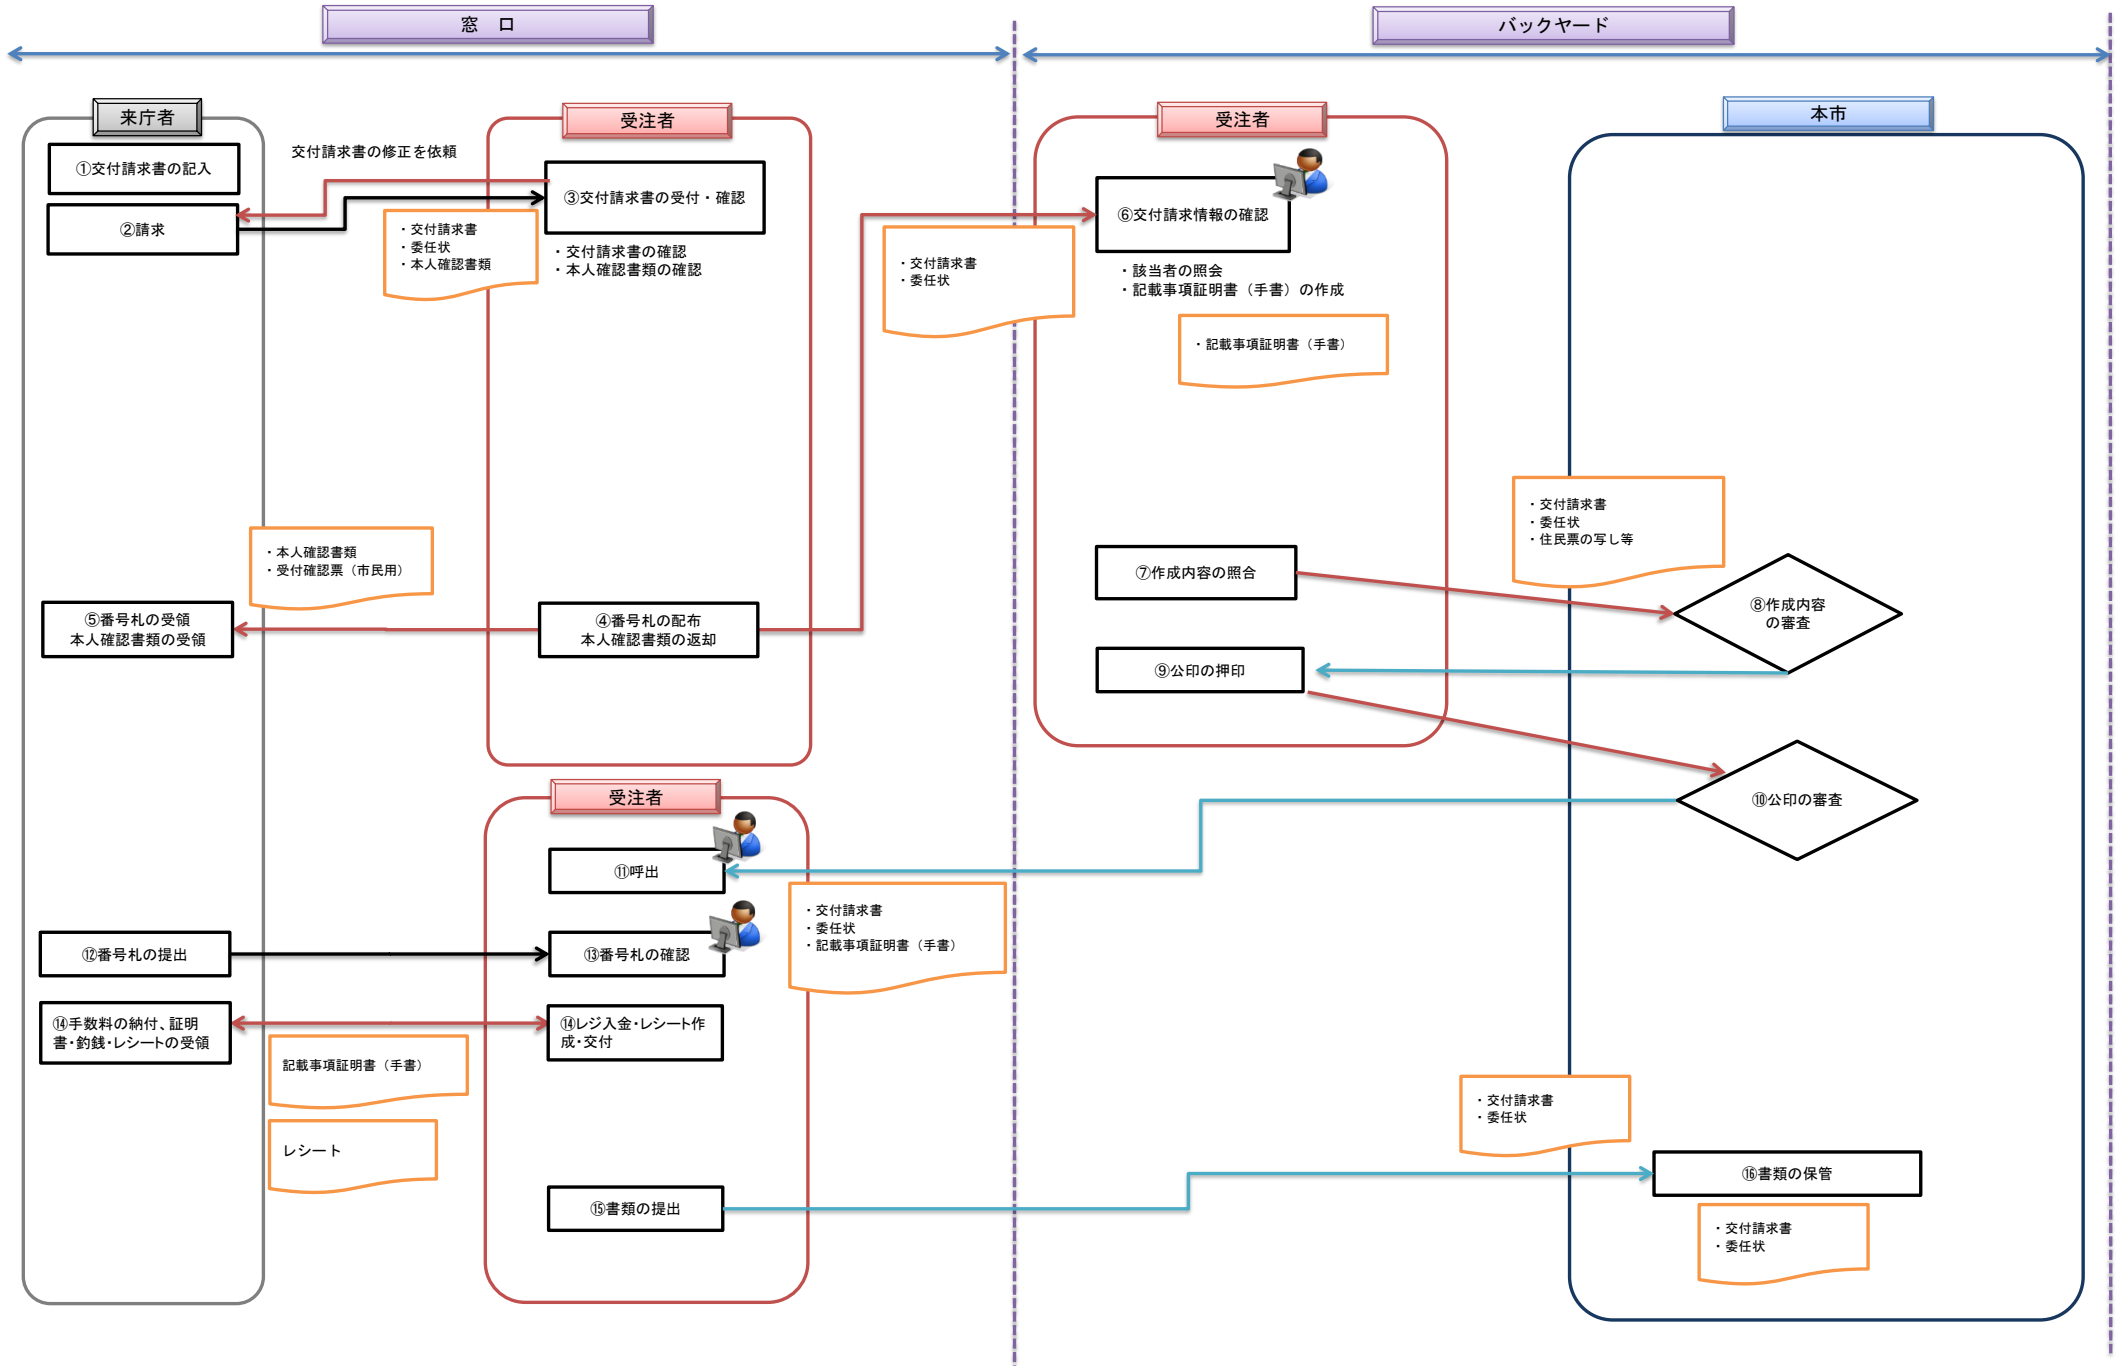 窓　口
バックヤード
来庁者
受注者
受注者
本市
①交付請求書の記入
交付請求書の修正を依頼
②請求
③交付請求書の受付・確認
・交付請求書
・委任状
・本人確認書類
・交付請求書の確認
・本人確認書類の確認
・交付請求書
・委任状
⑥交付請求情報の確認
・該当者の照会
・記載事項証明書（手書）の作成
・記載事項証明書（手書）
・本人確認書類
・受付確認票（市民用）
⑤番号札の受領
本人確認書類の受領
④番号札の配布
本人確認書類の返却
⑦作成内容の照合
・交付請求書
・委任状
・住民票の写し等
⑧作成内容
の審査
⑨公印の押印
⑩公印の審査
受注者
⑪呼出
・交付請求書
・委任状
・記載事項証明書（手書）
⑫番号札の提出
⑬番号札の確認
⑭手数料の納付、証明
書・釣銭・レシートの受領
⑭レジ入金・レシート作
成・交付
記載事項証明書（手書）
レシート
・交付請求書
・委任状
⑮書類の提出
⑯書類の保管
・交付請求書
・委任状